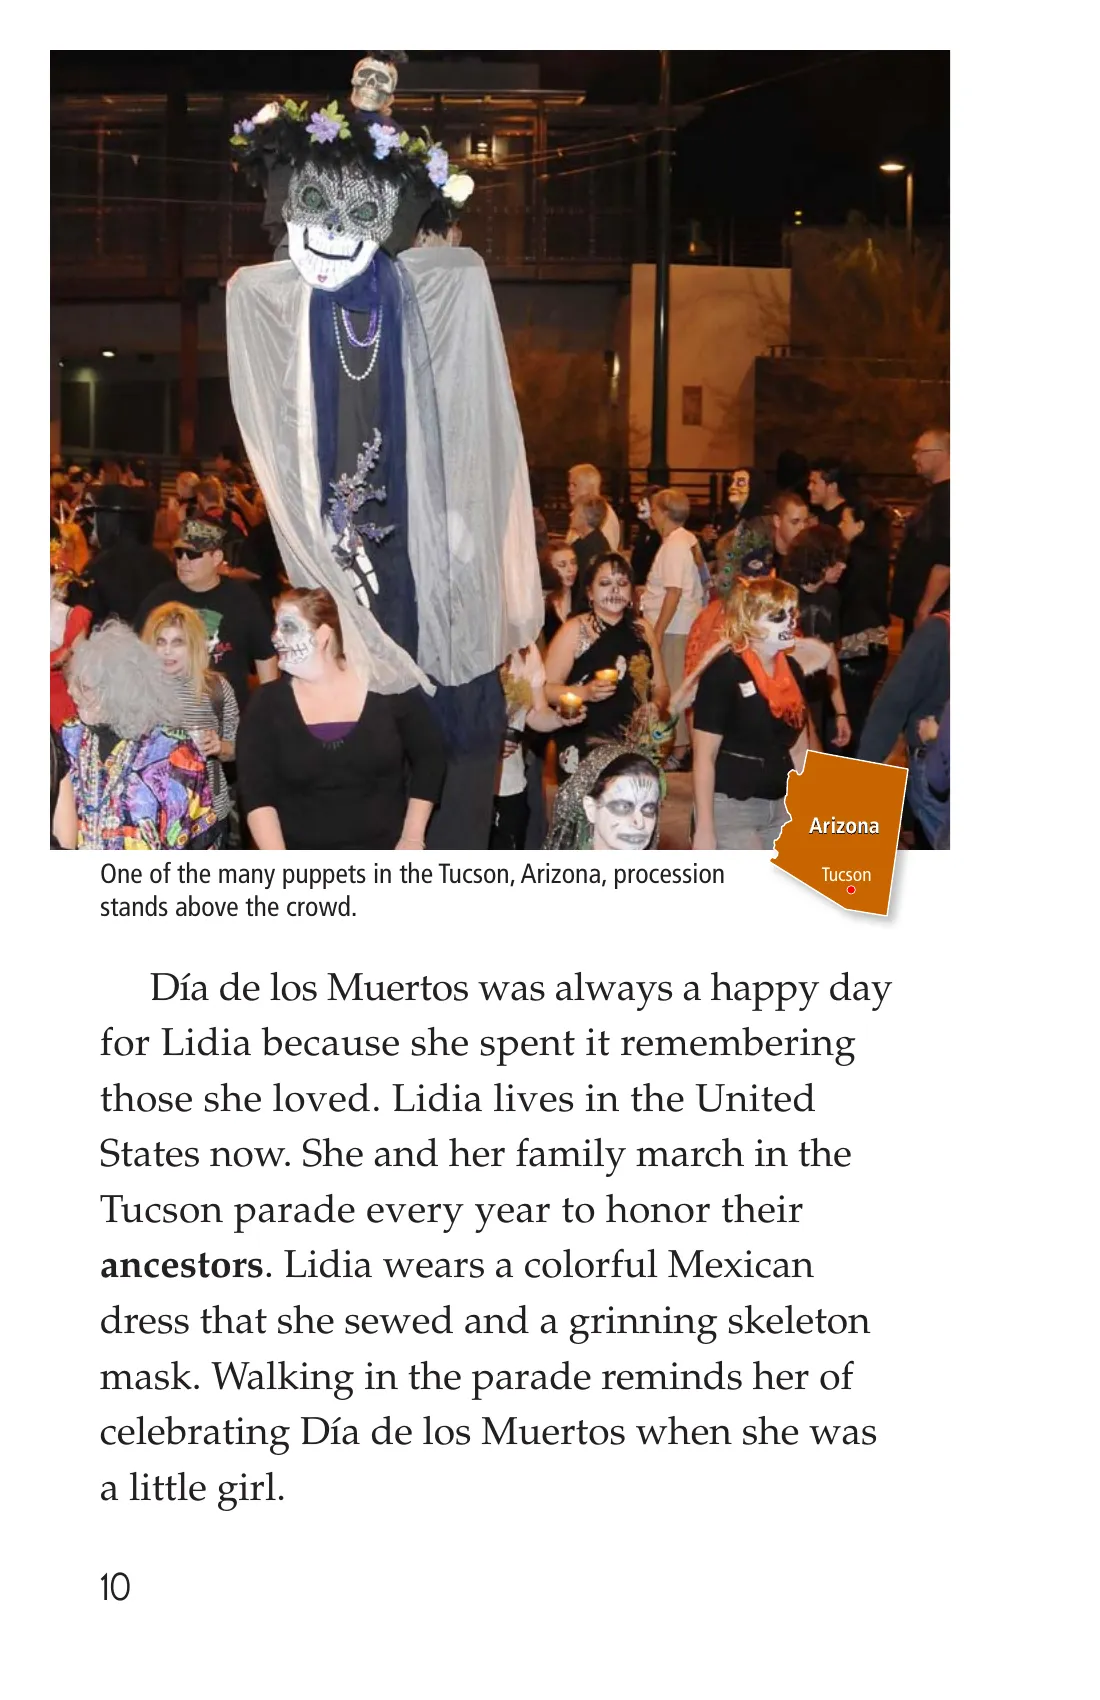 Arizona
Tucson
One of the many puppets in the Tucson, Arizona, procession
stands above the crowd.
Día de los Muertos was always a happy day
for Lidia because she spent it remembering
those she loved. Lidia lives in the United
States now. She and her family march in the
Tucson parade every year to honor their
ancestors. Lidia wears a colorful Mexican
dress that she sewed and a grinning skeleton
mask. Walking in the parade reminds her of
celebrating Día de los Muertos when she was
a little girl.
10